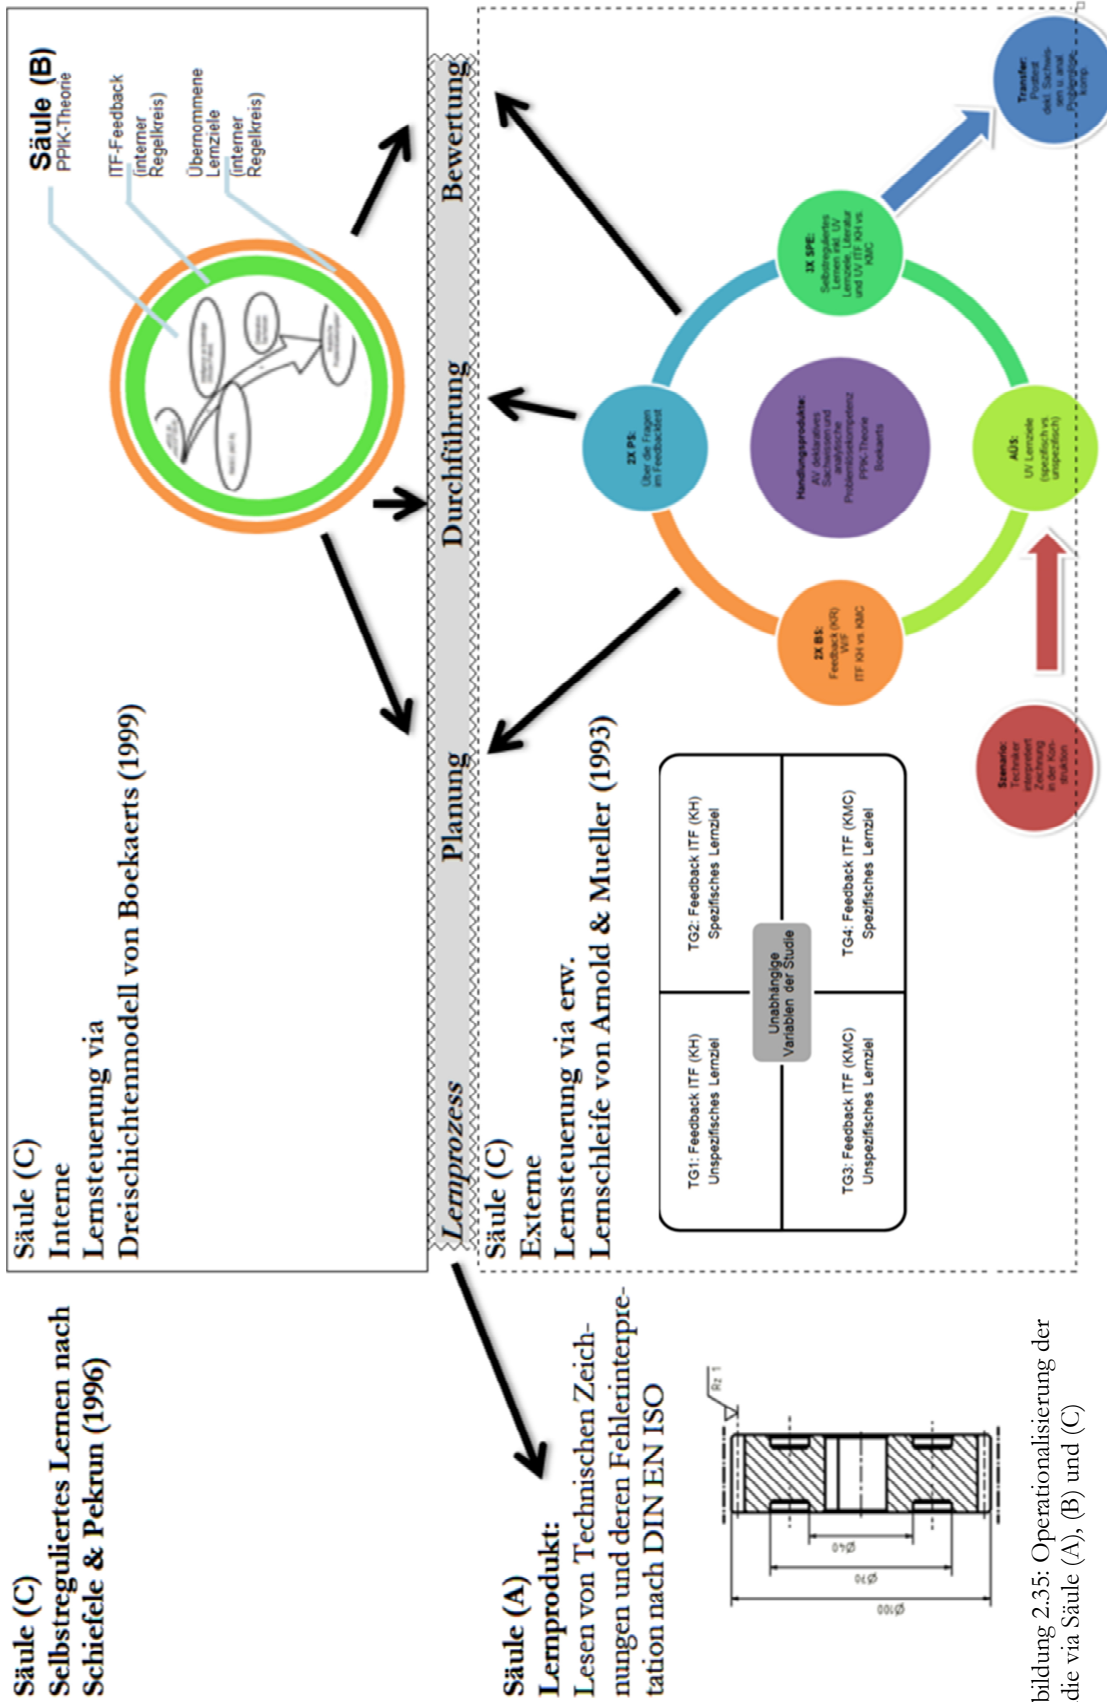 Säule (C)
Selbstreguliertes Lernen nach
Schiefele & Pekrun (1996)
Säule (C)
Interne
Lernsteuerung via
Dreischichtenmodell von Boekaerts (1999)
Säule (B)
PPIK-Theorie
ITF-Feedback
(interner
Regelkreis)
Übernommene
Lernziele
(interner
Regelkreis)
Lernprozess
Planung
Durchführung
Bewertung
Säule (A)
Lernprodukt:
Lesen von Technischen Zeich-
nungen und deren Fehlerinterpre-
tation nach DIN EN ISO
Rz 1
Ø40
Ø70
Ø100
Säule (C)
Externe
Lernsteuerung via erw.
Lernschleife von Arnold & Mueller (1993)
TG1: Feedback ITF (KH)
Unspezifisches Lernziel
TG2: Feedback ITF (KH)
Spezifisches Lernziel
Unabhängige
Variablen der Studie
TG3: Feedback ITF (KMC)
Unspezifisches Lernziel
TG4: Feedback ITF (KMC)
Spezifisches Lernziel
2X PS:
Über die Fragen
im Feedbacktest
2X BS:
Feedback (KR)
W/F
ITF KH vs. KMC
Handlungsprodukte:
AV deklaratives
Sachwissen und
analytische
Problemlösekompetenz
PPIK-Theorie
Boekaerts
3X SPE:
Selbstreguliertes
Lernen inkl. UV
Lernziele, Literatur
und UV ITF KH vs.
KMC
AÜS:
UV Lernziele
(spezifisch vs.
unspezifisch)
Szenario:
Techniker
interpretiert
Zeichnung
in der Kon-
struktion
Transfer:
Posttest
dekl. Sachwis-
sen u. anal.
Problemlöse-
komp.
bildung 2.35: Operationalisierung der
die via Säule (A), (B) und (C)